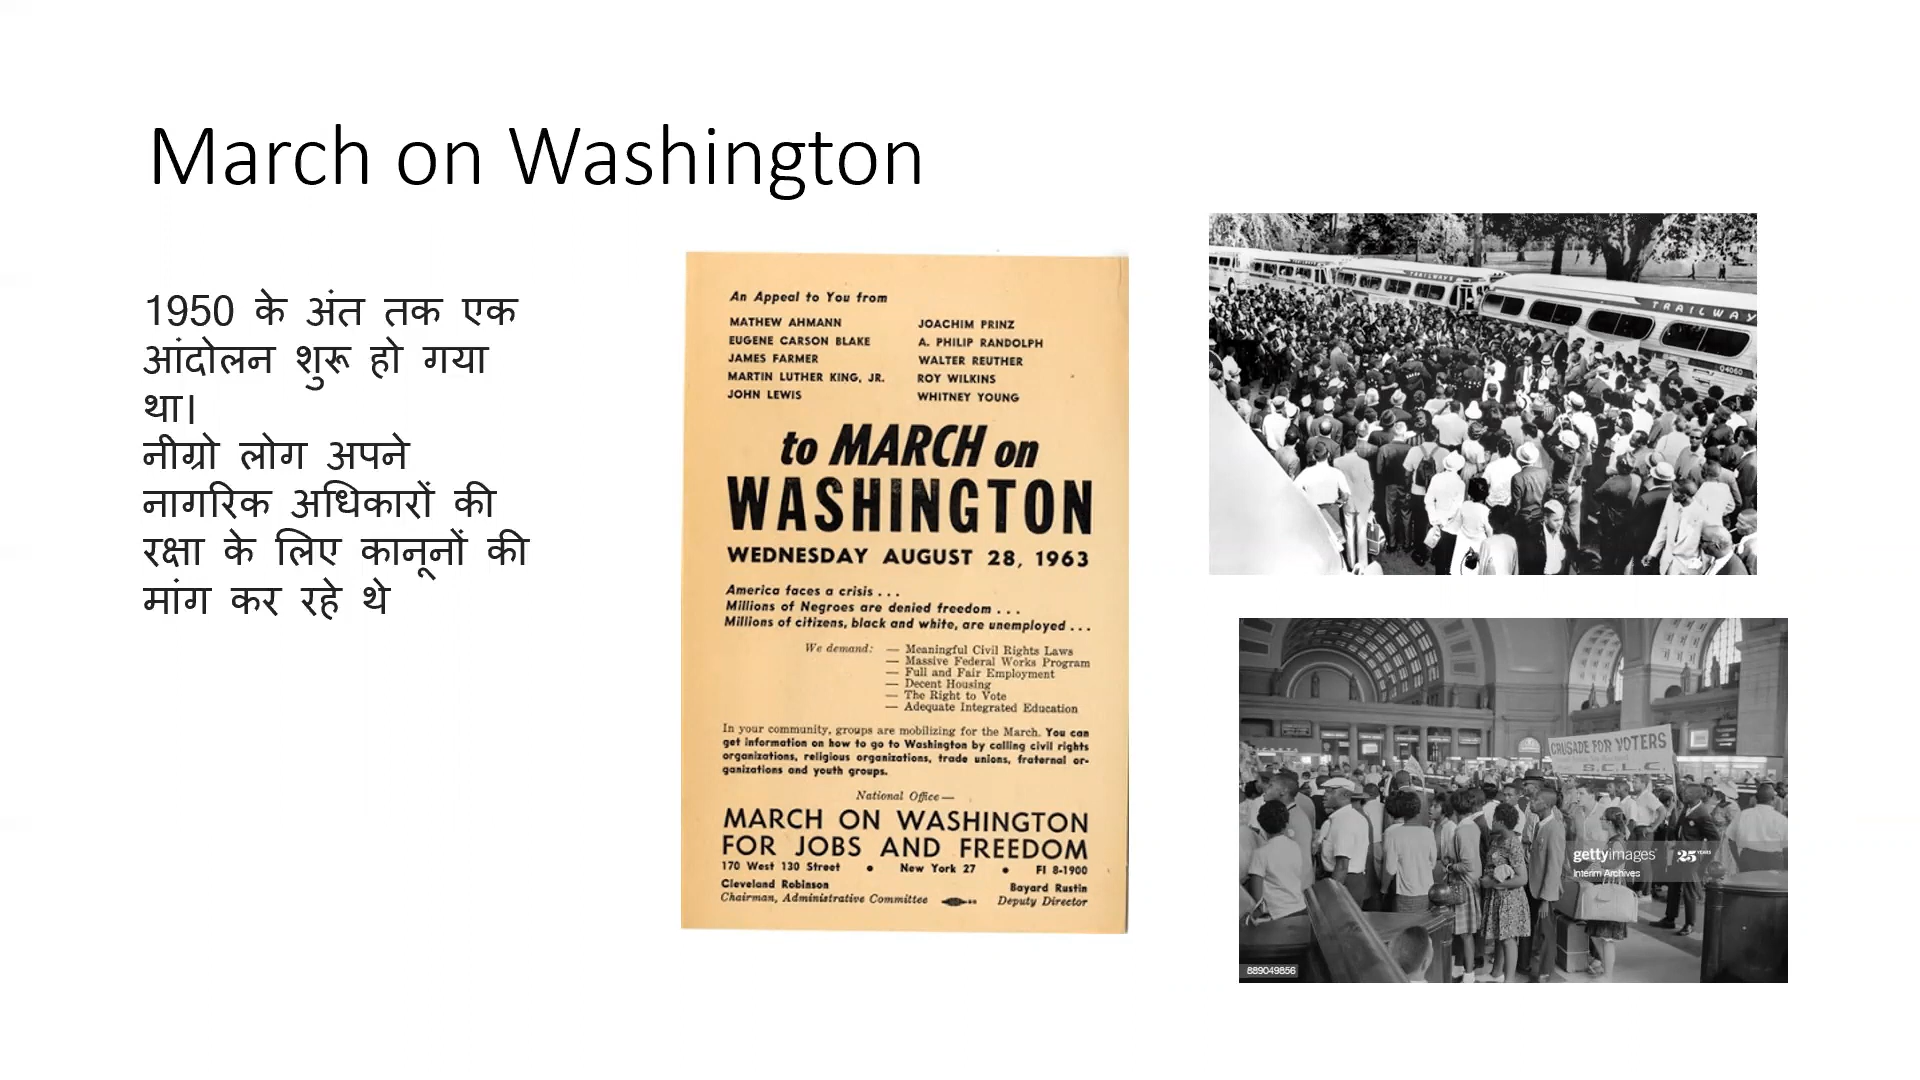 March on Washington
1950 के अंत तक एक
आंदोलन शुरू हो गया
था।
नीग्रो लोग अपने
नागरिक अधिकारों की
रक्षा के लिए कानूनों की
मांग कर रहे थे
An Appeal to You from
MATHEW AHMANN
EUGENE CARSON BLAKE
JAMES FARMER
MARTIN LUTHER KING, JR.
JOHN LEWIS
JOACHIM PRINZ
A. PHILIP RANDOLPH
WALTER REUTHER
ROY WILKINS
WHITNEY YOUNG
to MARCH on
WASHINGTON
WEDNESDAY AUGUST 28, 1963
America faces a crisis . . .
Millions of Negroes are denied freedom . . .
Millions of citizens, black and white, are unemployed . . .
We demand: — Meaningful Civil Rights Laws
— Massive Federal Works Program
— Full and Fair Employment
— Decent Housing
— The Right to Vote
— Adequate Integrated Education
In your community, groups are mobilizing for the March. You can
get information on how to go to Washington by calling civil rights
organizations, religious organizations, trade unions, fraternal or-
ganizations and youth groups.
National Office —
MARCH ON WASHINGTON
FOR JOBS AND FREEDOM
170 West 130 Street • New York 27 • FI 8-1900
Cleveland Robinson
Chairman, Administrative Committee
Bayard Rustin
Deputy Director
TRAILWAYS
TRAILWAY
04060
CRUSADE FOR VOTERS
S.C.L.C.
gettyimages 25 YEARS
Interim Archives
889049856